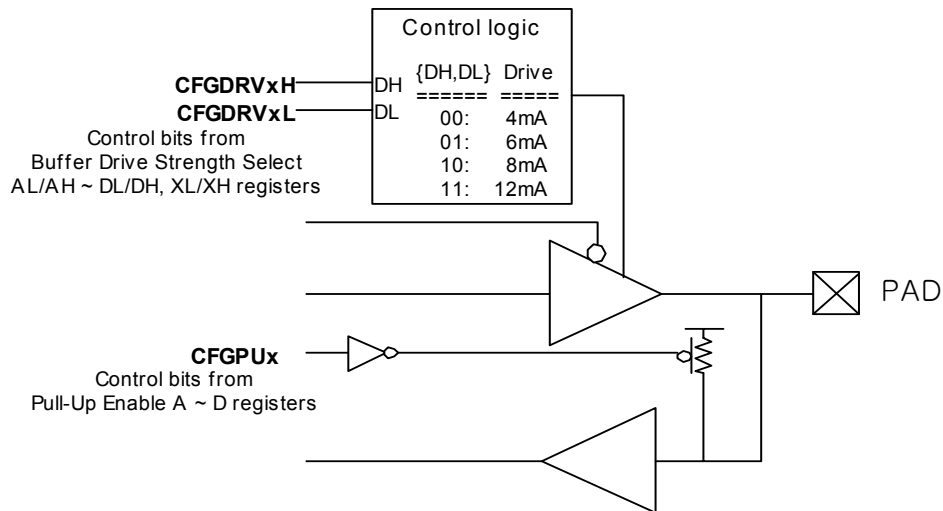 Control logic
{DH,DL} Drive
====== =====
00: 4mA
01: 6mA
10: 8mA
11: 12mA
CFGDRVxH
DH
CFGDRVxL
DL
Control bits from
Buffer Drive Strength Select
AL/AH ~ DL/DH, XL/XH registers
PAD
CFGPUx
Control bits from
Pull-Up Enable A ~ D registers